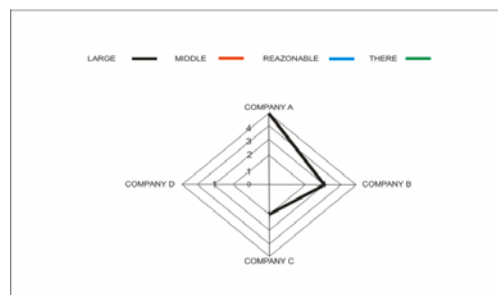 LARGE MIDDLE REAZONABLE THERE
COMPANY A
4
3
2
1
COMPANY D 1 0 COMPANY B
COMPANY C